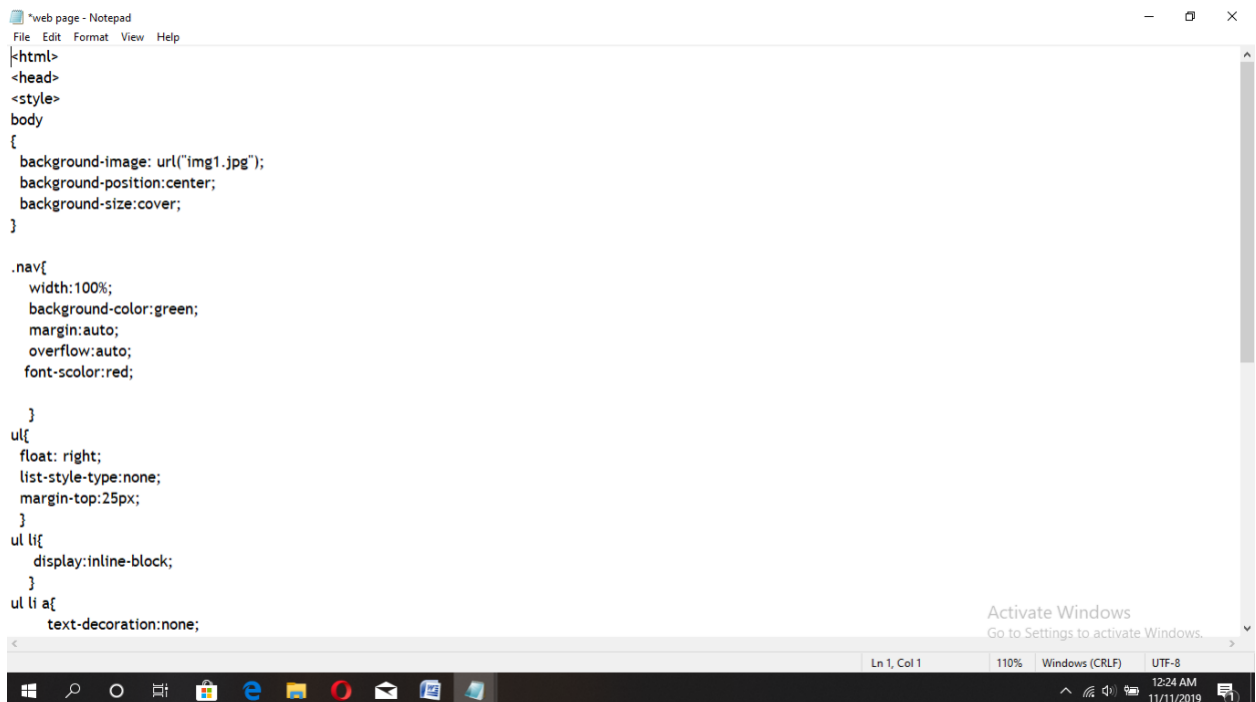 *web page - Notepad
File Edit Format View Help
<html>
<head>
<style>
body
{
background-image: url("img1.jpg");
background-position:center;
background-size:cover;
}
.nav{
width:100%;
background-color:green;
margin:auto;
overflow:auto;
font-scolor:red;
}
ul{
float: right;
list-style-type:none;
margin-top:25px;
}
ul li{
display:inline-block;
}
ul li a{
text-decoration:none;
Activate Windows
Go to Settings to activate Windows.
Ln 1, Col 1 110% Windows (CRLF) UTF-8
12:24 AM
11/11/2019